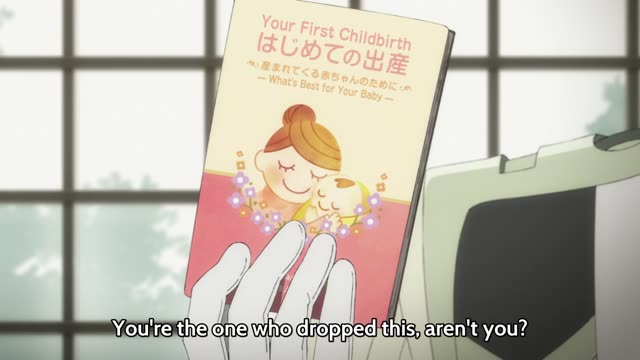 Your First Childbirth
はじめての出産
産まれてくる赤ちゃんのために
— What's Best for Your Baby —
You're the one who dropped this, aren't you?